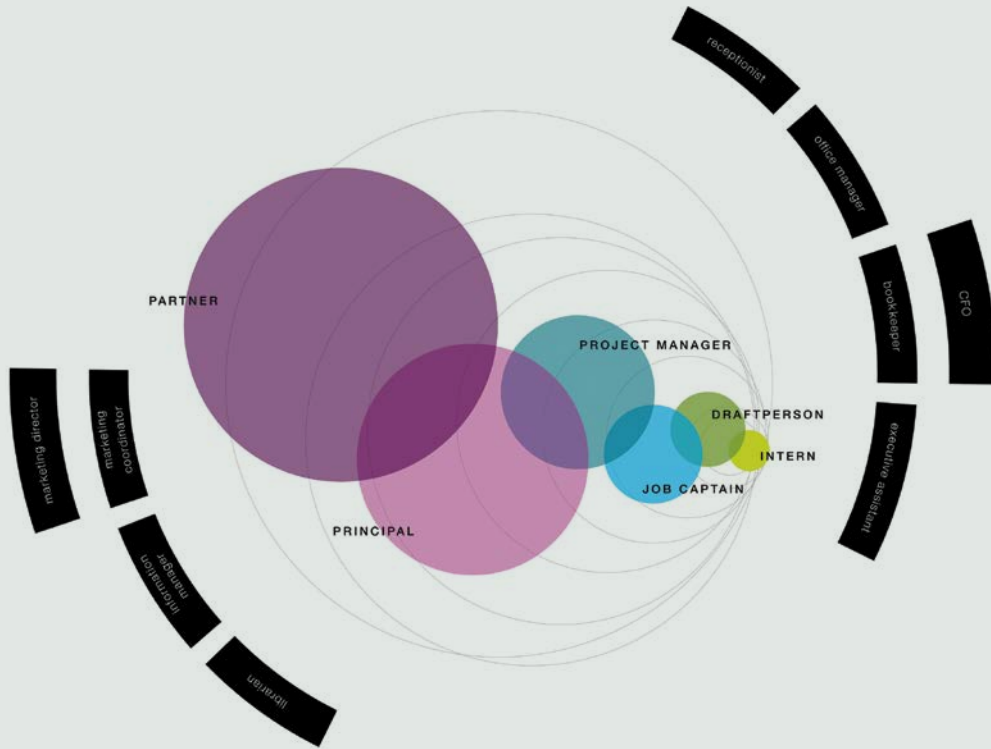 receptionist
office manager
bookkeeper
CFO
executive assistant
PARTNER
PROJECT MANAGER
DRAFTPERSON
INTERN
JOB CAPTAIN
PRINCIPAL
marketing director
marketing
coordinator
information
manager
librarian